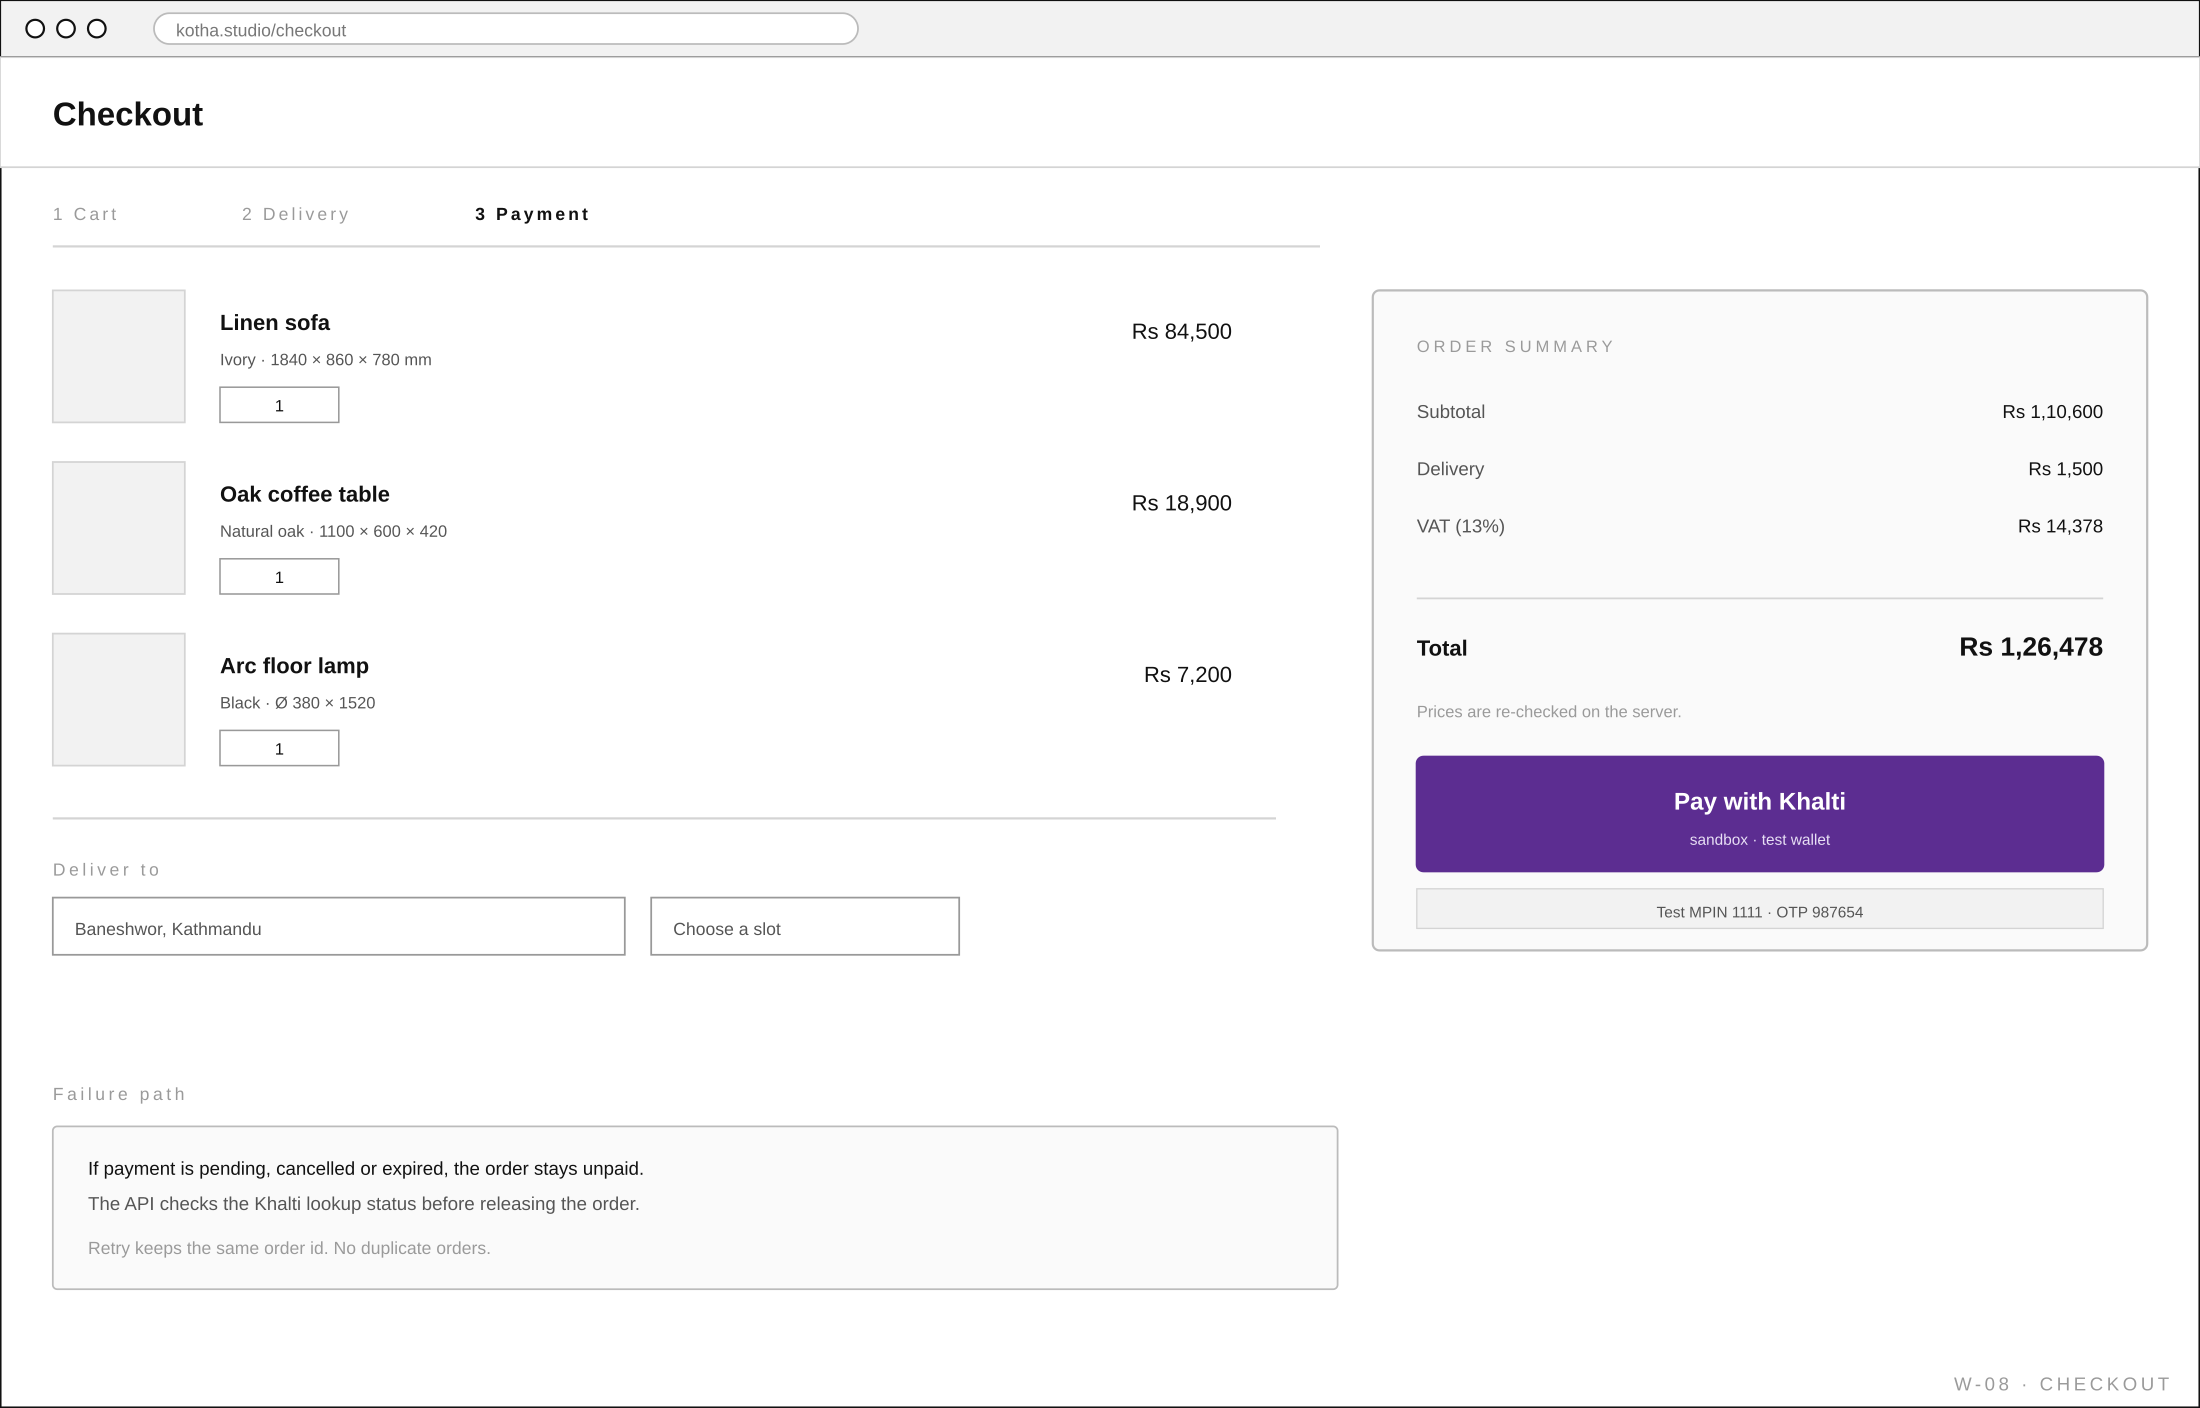 kotha.studio/checkout
Checkout
1 Cart
2 Delivery
3 Payment
Linen sofa
Ivory · 1840 × 860 × 780 mm
1
Rs 84,500
Oak coffee table
Natural oak · 1100 × 600 × 420
1
Rs 18,900
Arc floor lamp
Black · Ø 380 × 1520
1
Rs 7,200
Deliver to
Baneshwor, Kathmandu
Choose a slot
ORDER SUMMARY
Subtotal Rs 1,10,600
Delivery Rs 1,500
VAT (13%) Rs 14,378
Total Rs 1,26,478
Prices are re-checked on the server.
Pay with Khalti
sandbox · test wallet
Test MPIN 1111 · OTP 987654
Failure path
If payment is pending, cancelled or expired, the order stays unpaid.
The API checks the Khalti lookup status before releasing the order.
Retry keeps the same order id. No duplicate orders.
W-08 · CHECKOUT